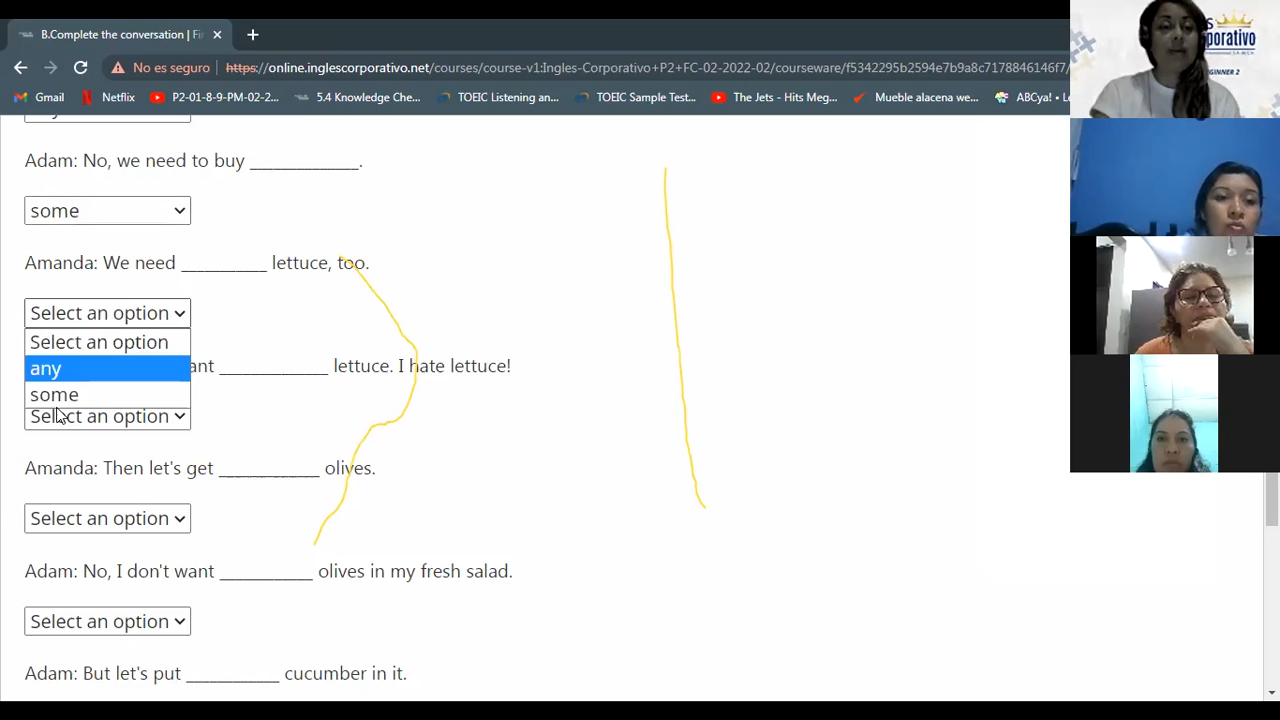 B.Complete the conversation | Fi
No es seguro
https://online.inglescorporativo.net/courses/course-v1:Ingles-Corporativo+P2+FC-02-2022-02/courseware/f5342295b2594e7b9a8c7178846146f7/
Gmail
Netflix
P2-01-8-9-PM-02-2...
5.4 Knowledge Che...
TOEIC Listening an...
TOEIC Sample Test...
The Jets - Hits Meg...
Mueble alacena we...
ABCya! • Le
porativo
BEGINNER 2
Adam: No, we need to buy ______________.
some
Amanda: We need ___________ lettuce, too.
Select an option
Select an option
any
some
ant ______________ lettuce. I hate lettuce!
Select an option
Amanda: Then let's get _____________ olives.
Select an option
Adam: No, I don't want ____________ olives in my fresh salad.
Select an option
Adam: But let's put ____________ cucumber in it.